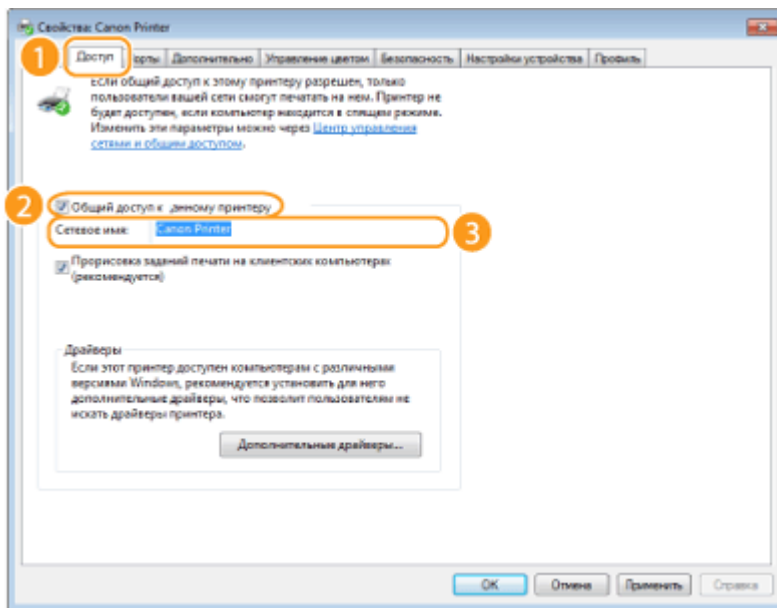 Свойства: Canon Printer
1
Доступ Порты Дополнительно Управление цветом Безопасность Настройки устройства Профиль
Если общий доступ к этому принтеру разрешен, только
пользователи вашей сети смогут печатать на нем. Принтер не
будет доступен, если компьютер находится в спящем режиме.
Изменить эти параметры можно через Центр управления
сетями и общим доступом.
2
Общий доступ к данному принтеру
Сетевое имя: Canon Printer
3
Прорисовка заданий печати на клиентских компьютерах
(рекомендуется)
Драйверы
Если этот принтер доступен компьютерам с различными
версиями Windows, рекомендуется установить для него
дополнительные драйверы, что позволит пользователям не
искать драйверы принтера.
Дополнительные драйверы...
OK Отмена Применить Справка